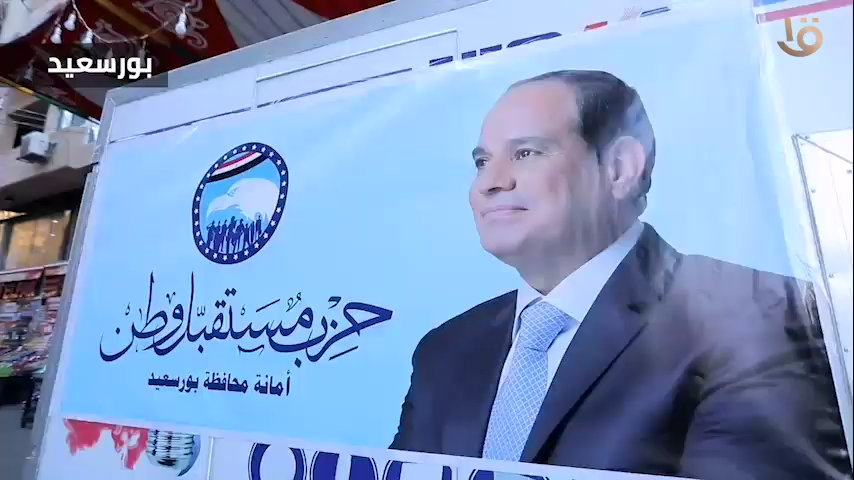 بورسعيد
حزب مستقبل وطن
أمانة محافظة بورسعيد